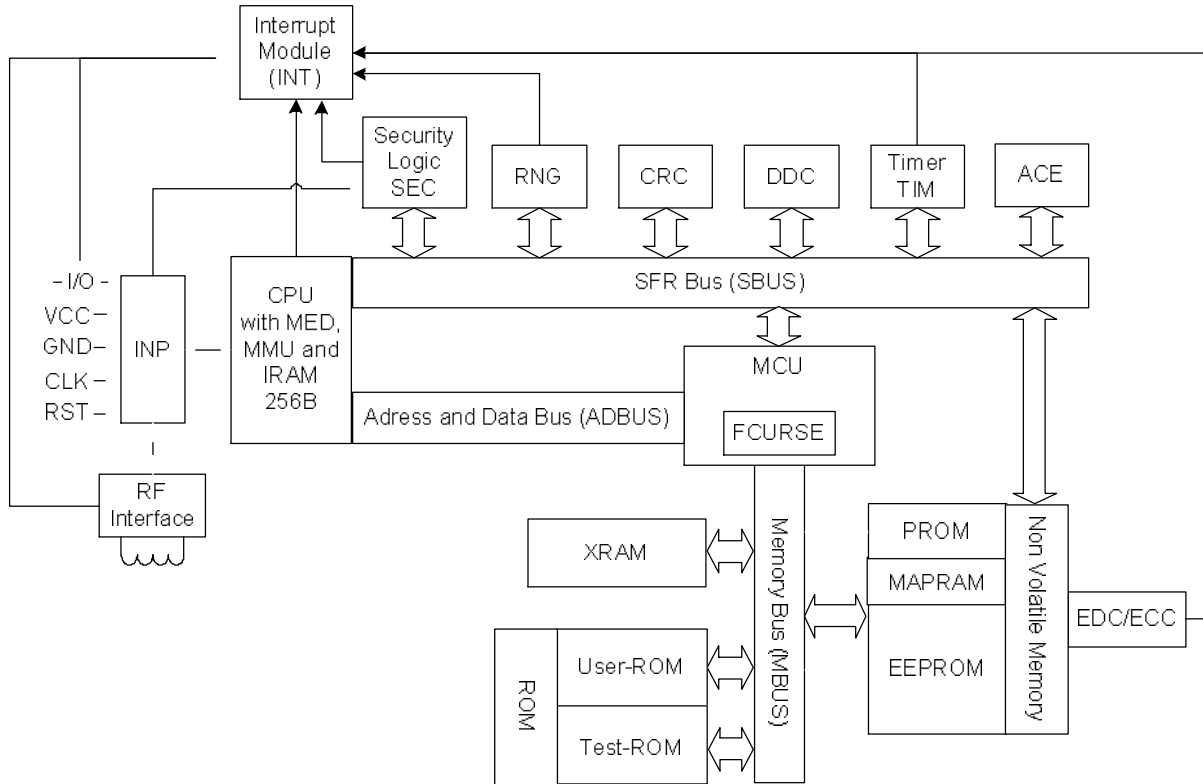 Interrupt
Module
(INT)
Security
Logic
SEC
RNG
CRC
DDC
Timer
TIM
ACE
I/O
VCC
GND
CLK
RST
INP
CPU
with MED,
MMU and
IRAM
256B
SFR Bus (SBUS)
MCU
FCURSE
Adress and Data Bus (ADBUS)
RF
Interface
XRAM
Memory Bus (MBUS)
PROM
MAPRAM
EEPROM
Non Volatile Memory
EDC/ECC
ROM
User-ROM
Test-ROM